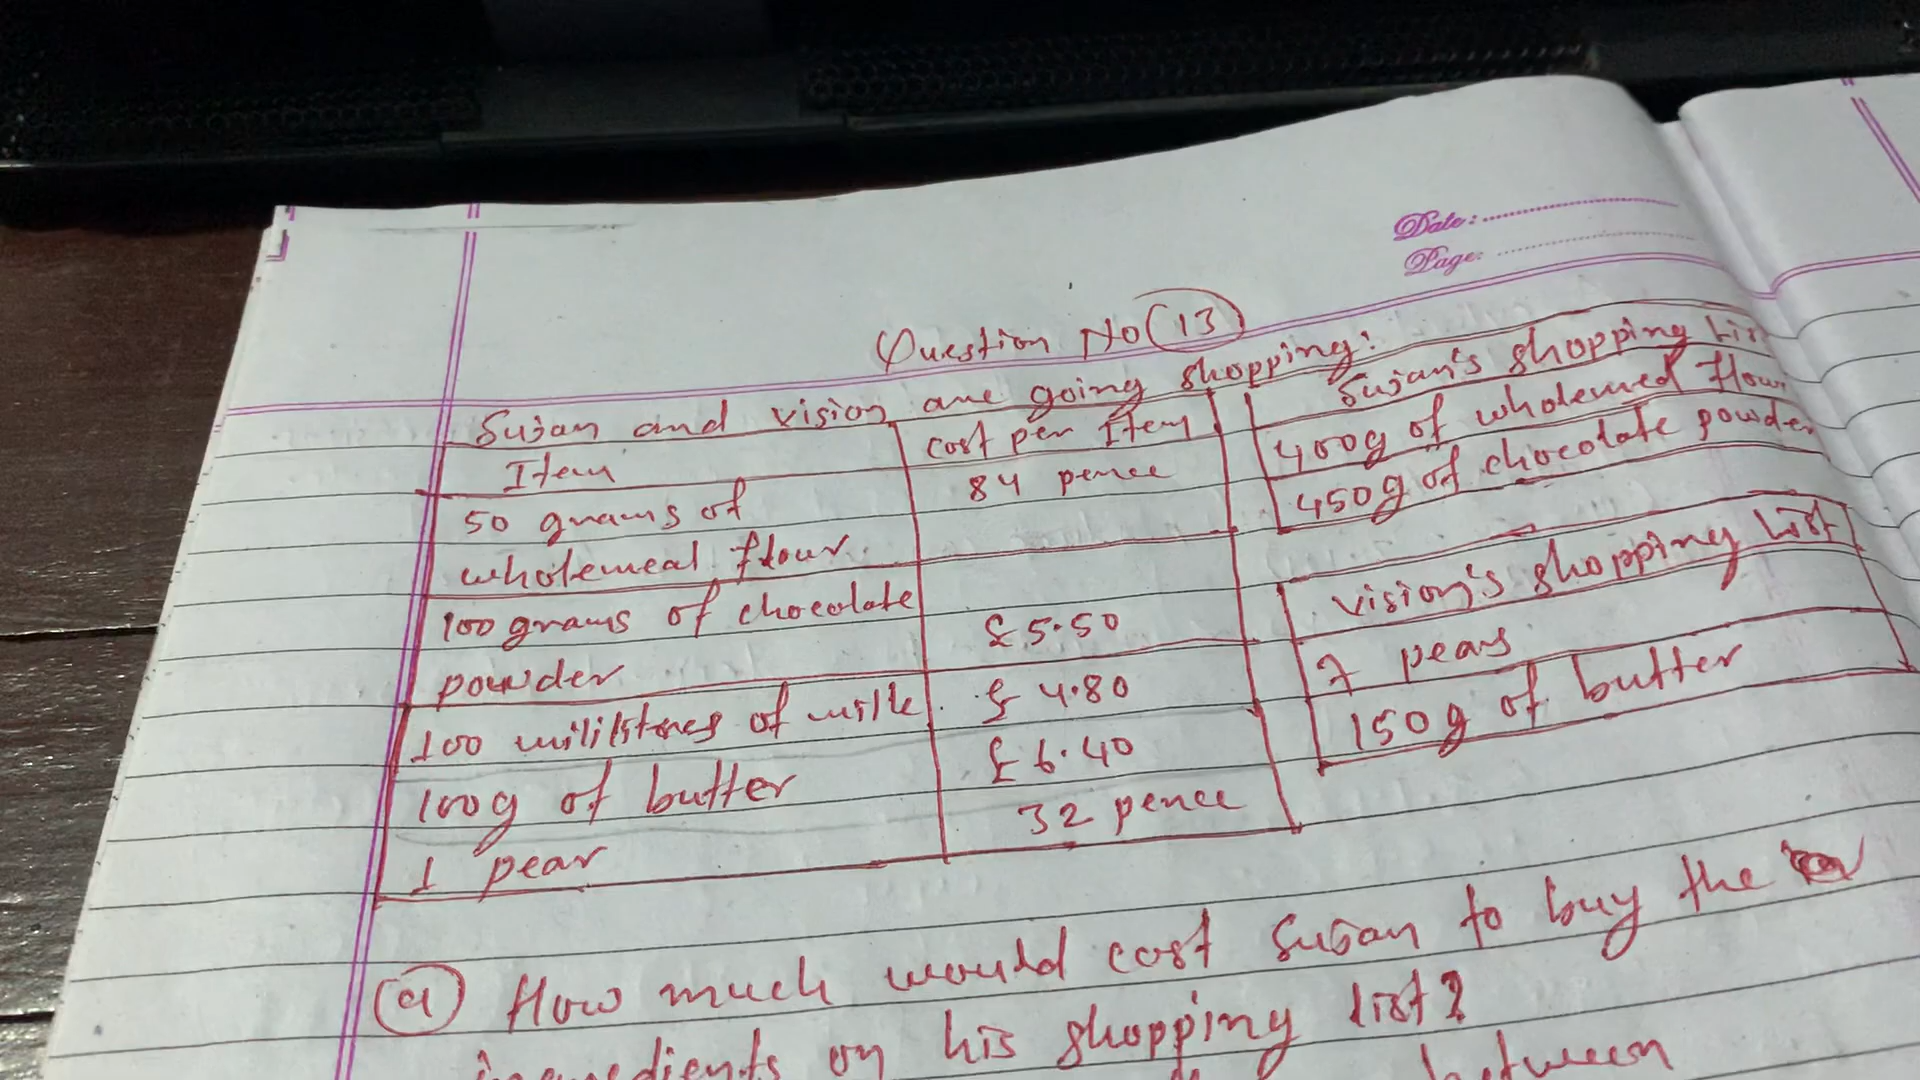 Date:
Page:
Question No (13)
Sujan and vision are going shopping:
Item
cost per Item
50 grams of
wholemeal flour
84 pence
100 grams of chocolate
powder
£5.50
100 mililitres of milk
£4.80
100g of butter
£6.40
1 pear
32 pence
Sujan's shopping
400g of wholemed flour
450g of chocolate powder
vision's shopping list
7 pears
150g of butter
(a) How much would cost Sujan to buy the
ingredients on his shopping list?
between